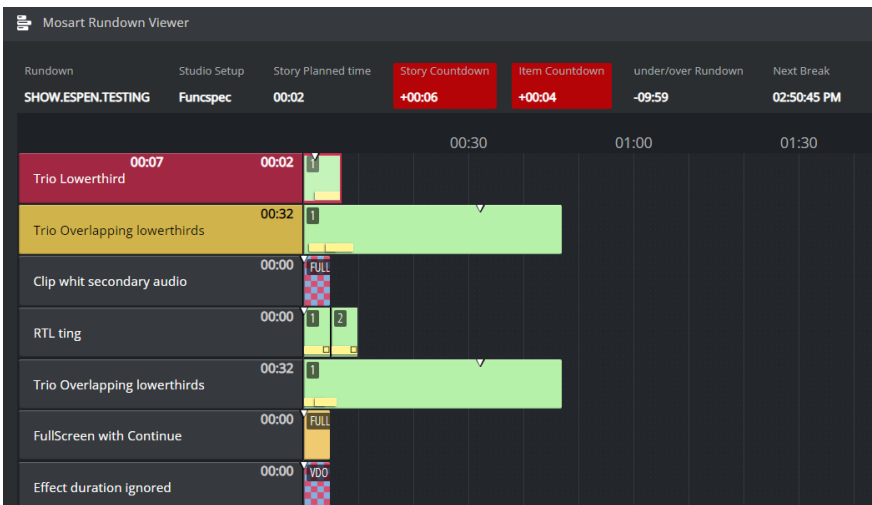 Mosart Rundown Viewer
Rundown Studio Setup Story Planned time Story Countdown Item Countdown under/over Rundown Next Break
SHOW.ESPEN.TESTING Funcspec 00:02 +00:06 +00:04 -09:59 02:50:45 PM
00:30 01:00 01:30
00:07 00:02 1
Trio Lowerthird
00:32 1
Trio Overlapping lowerthirds
00:00 FULL
Clip whit secondary audio
00:00 1 2
RTL ting
00:32 1
Trio Overlapping lowerthirds
00:00 FULL
FullScreen with Continue
00:00 VDO
Effect duration ignored